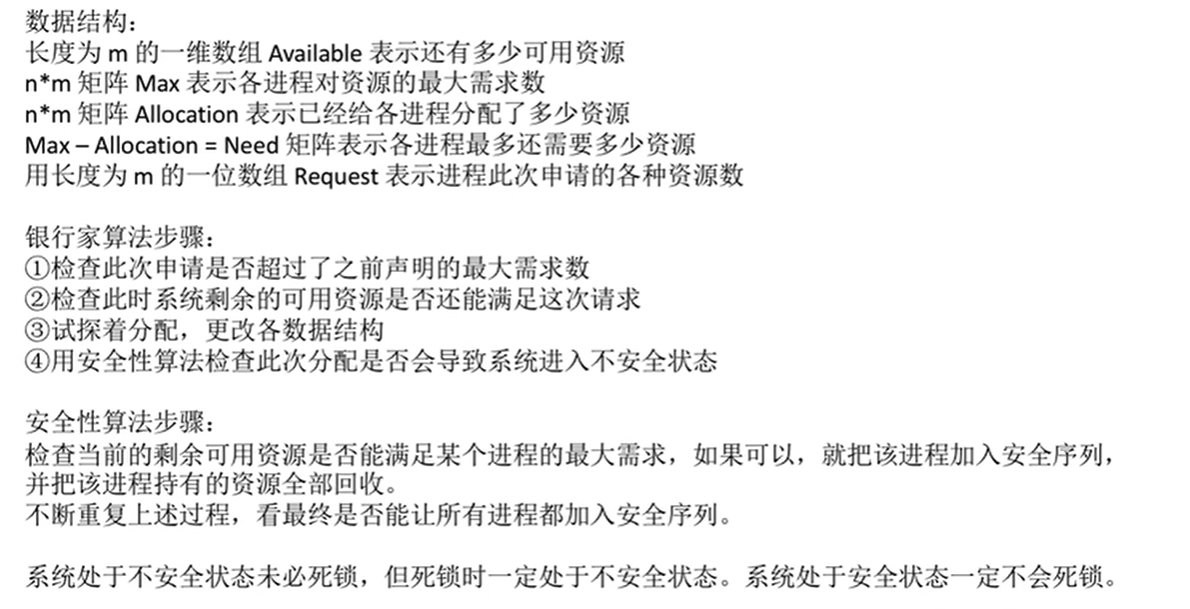 数据结构：
长度为 m 的一维数组 Available 表示还有多少可用资源
n*m 矩阵 Max 表示各进程对资源的最大需求数
n*m 矩阵 Allocation 表示已经给各进程分配了多少资源
Max – Allocation = Need 矩阵表示各进程最多还需要多少资源
用长度为 m 的一位数组 Request 表示进程此次申请的各种资源数
银行家算法步骤：
①检查此次申请是否超过了之前声明的最大需求数
②检查此时系统剩余的可用资源是否还能满足这次请求
③试探着分配，更改各数据结构
④用安全性算法检查此次分配是否会导致系统进入不安全状态
安全性算法步骤：
检查当前的剩余可用资源是否能满足某个进程的最大需求，如果可以，就把该进程加入安全序列，
并把该进程持有的资源全部回收。
不断重复上述过程，看最终是否能让所有进程都加入安全序列。
系统处于不安全状态未必死锁，但死锁时一定处于不安全状态。系统处于安全状态一定不会死锁。